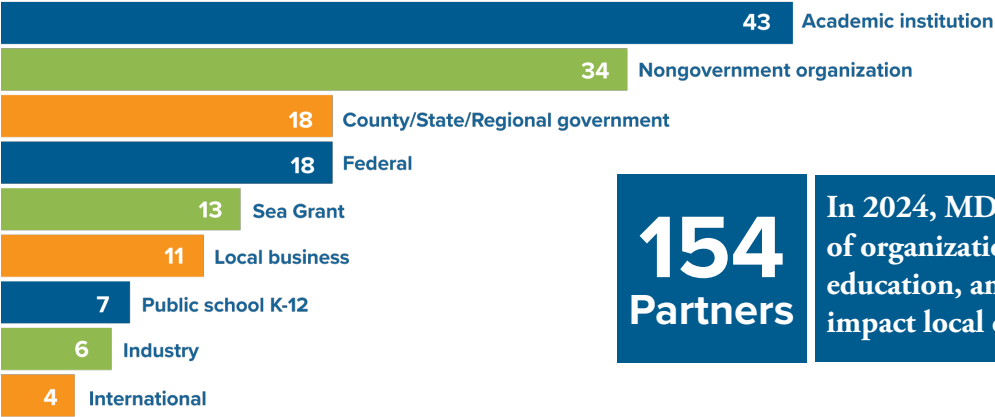 43 Academic institution
34 Nongovernment organization
18 County/State/Regional government
18 Federal
13 Sea Grant
11 Local business
7 Public school K-12
6 Industry
4 International
154
Partners
In 2024, MD
of
education,
impact local